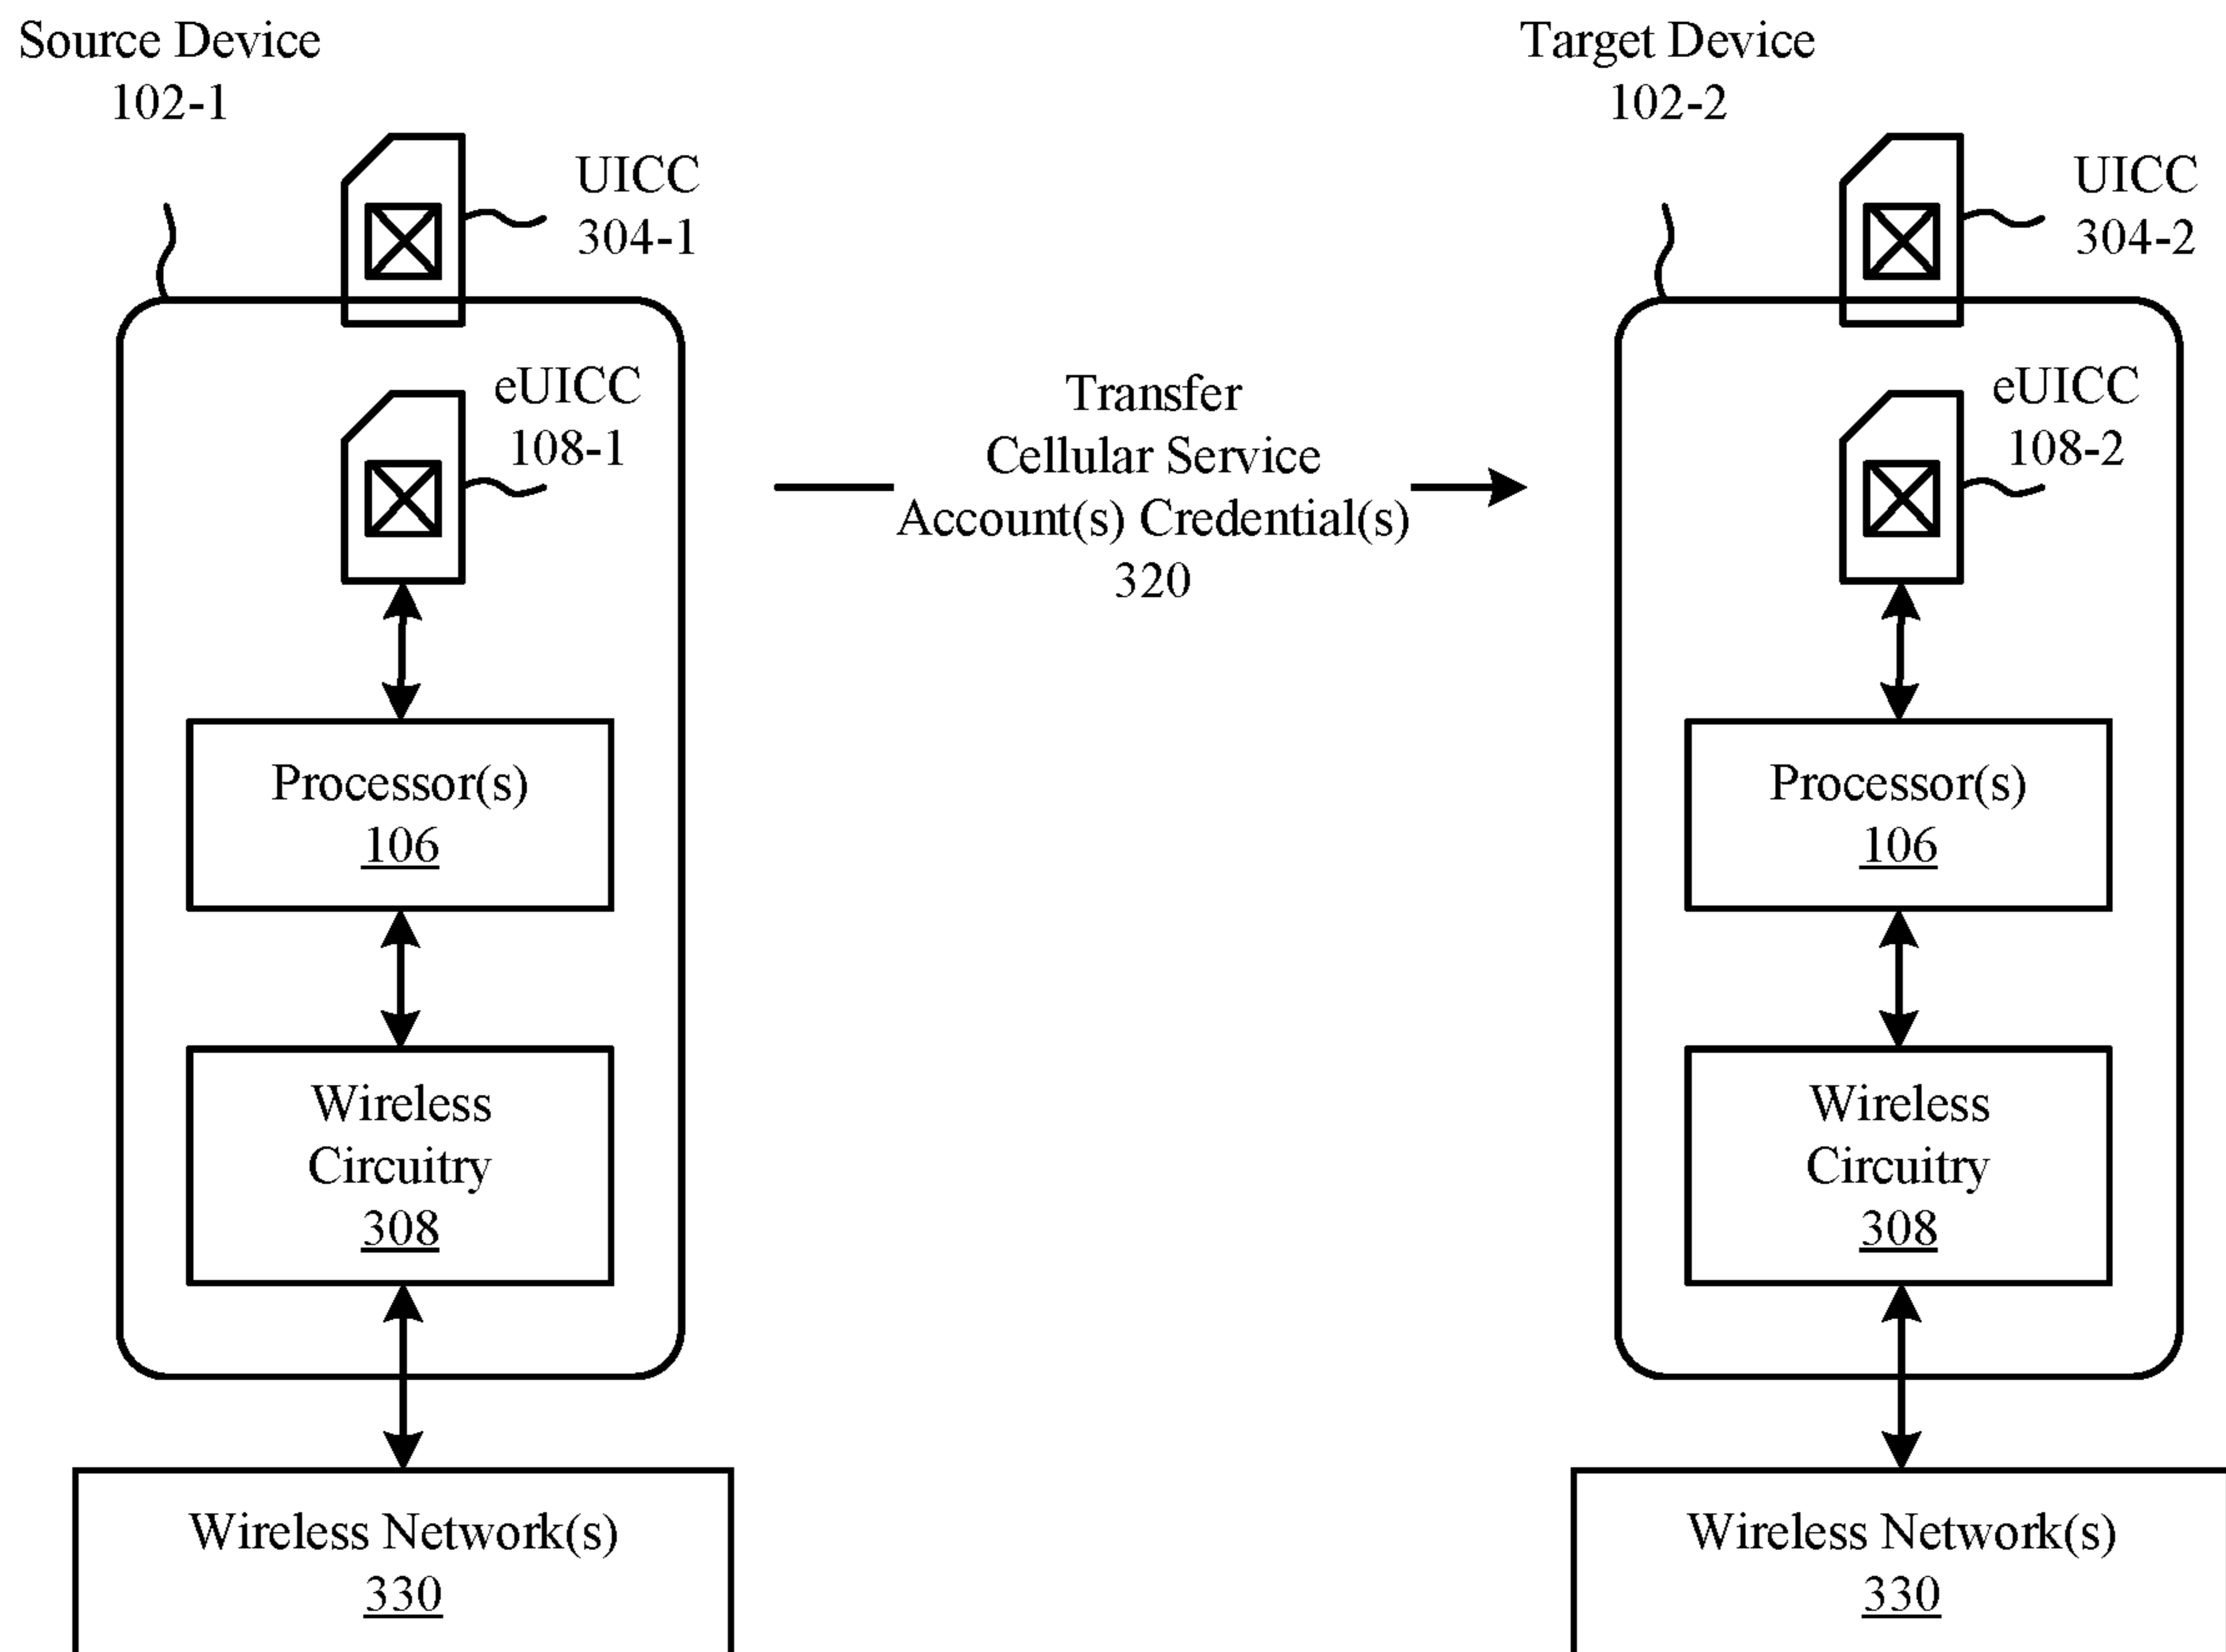 Source Device
102-1
UICC
304-1
eUICC
108-1
Processor(s)
106
Wireless
Circuitry
308
Wireless Network(s)
330
Transfer
Cellular Service
Account(s) Credential(s)
320
Target Device
102-2
UICC
304-2
eUICC
108-2
Processor(s)
106
Wireless
Circuitry
308
Wireless Network(s)
330